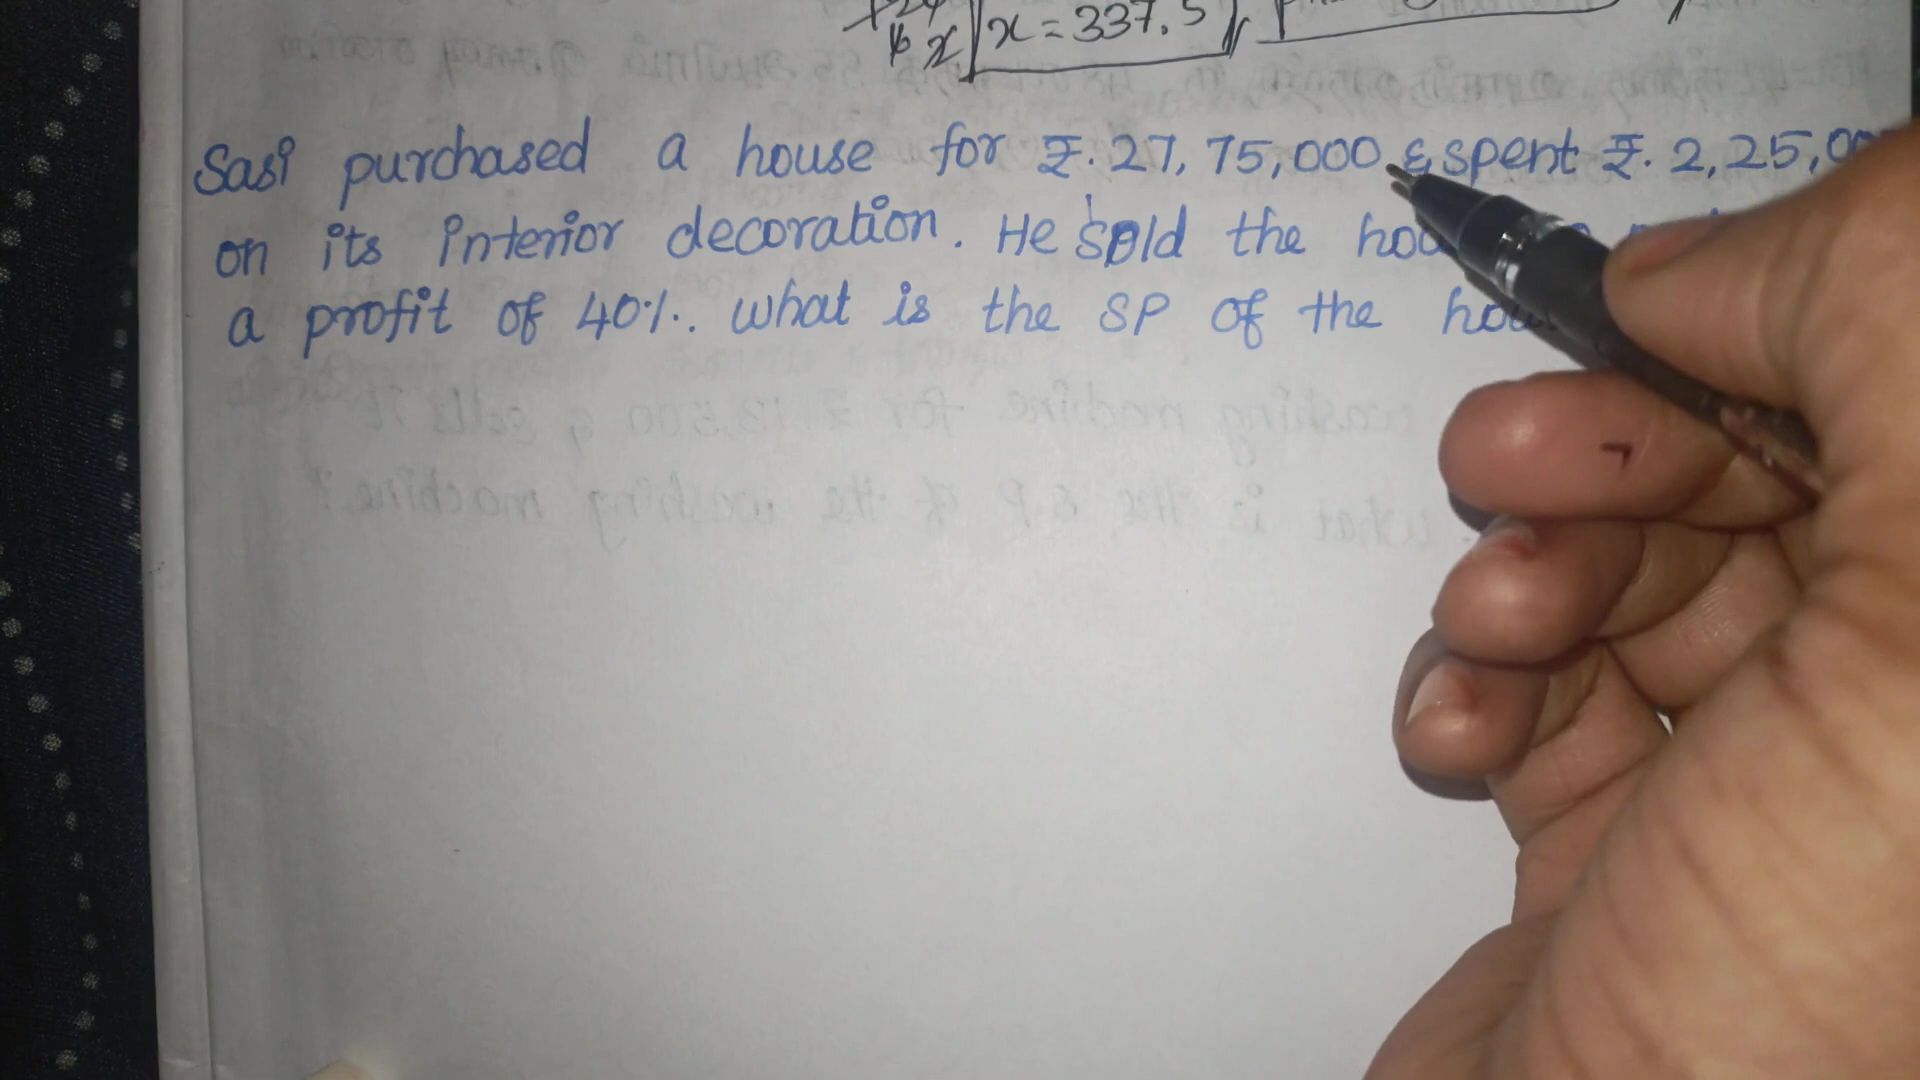 x x = 337.5
Sasi purchased a house for ₹. 27,75,000 & spent ₹. 2,25,0
on its interior decoration. He sold the
a profit of 40%. what is the SP of the